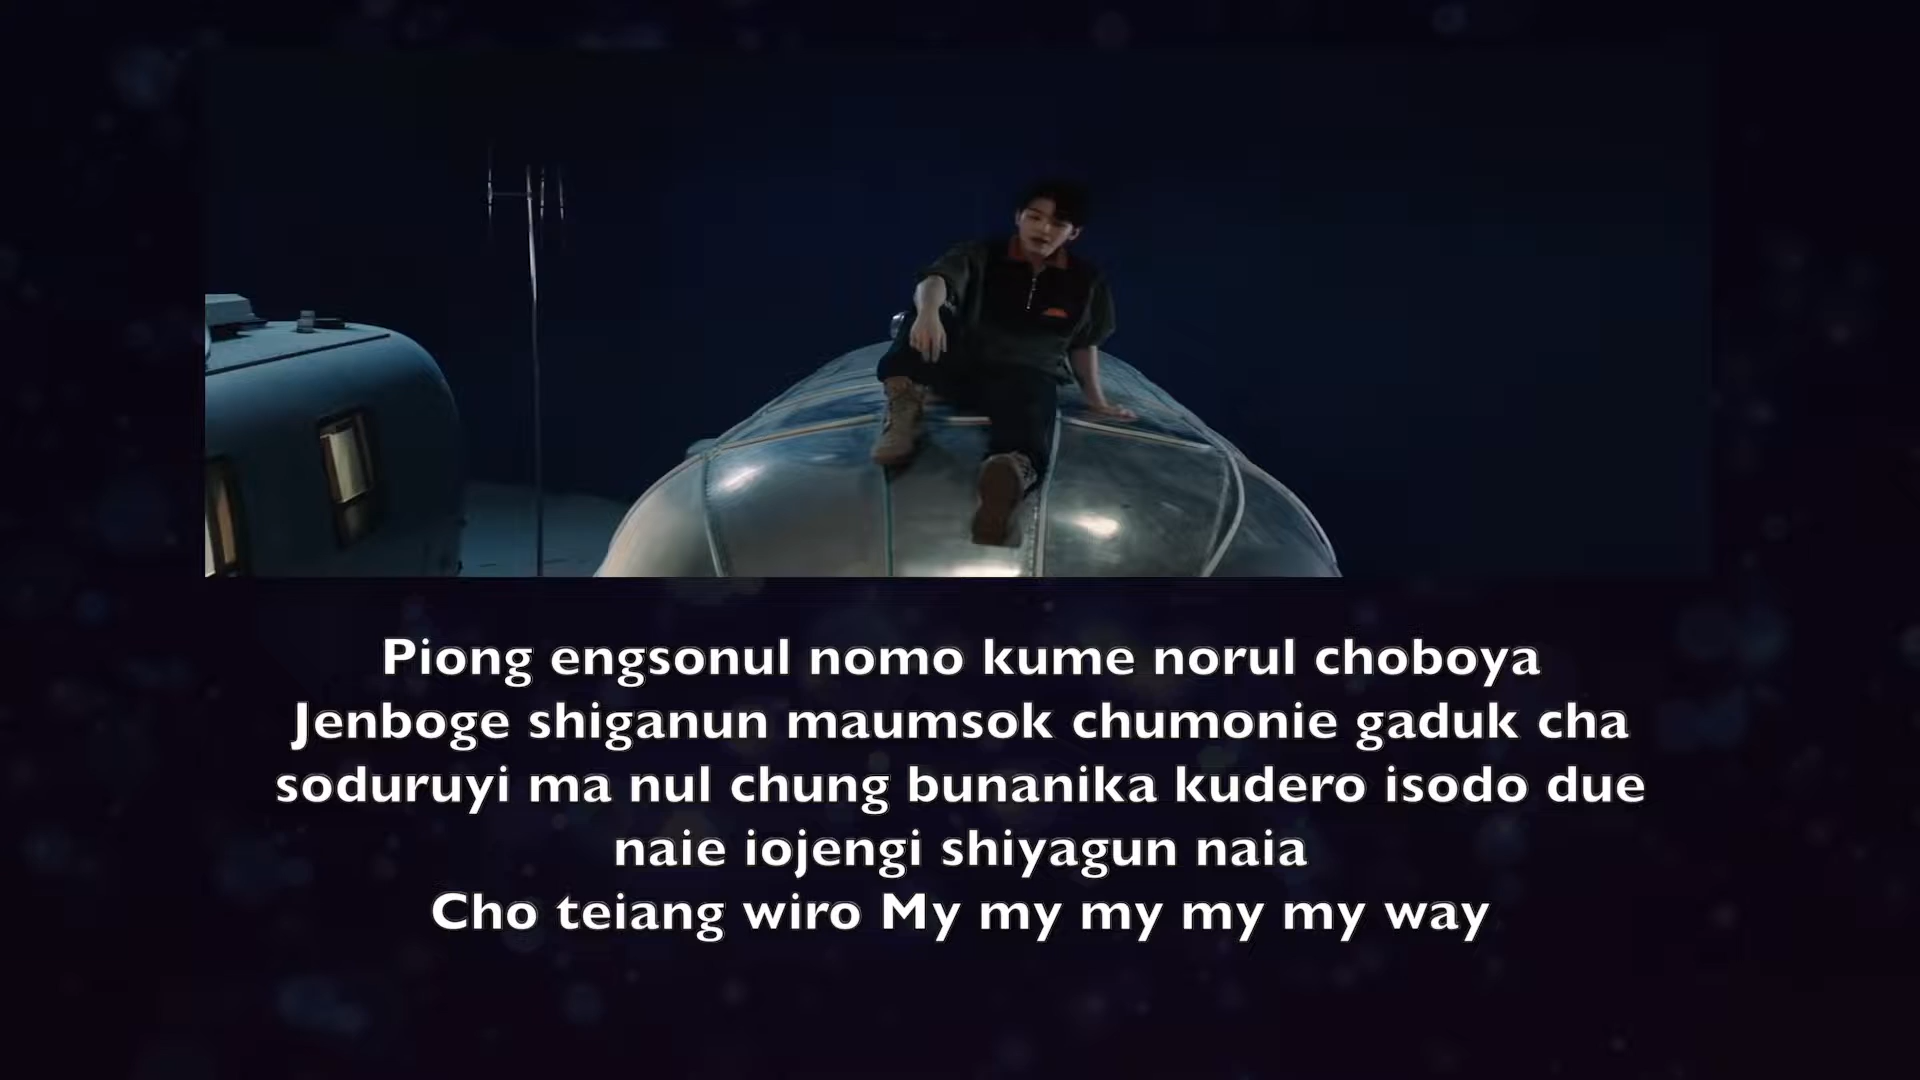 Piong engsonul nomo kume norul choboya
Jenboge shiganun maumsok chumonie gaduk cha
soduruyi ma nul chung bunanika kudero isodo due
naie iojengi shiyagun naia
Cho teiang wiro My my my my my way